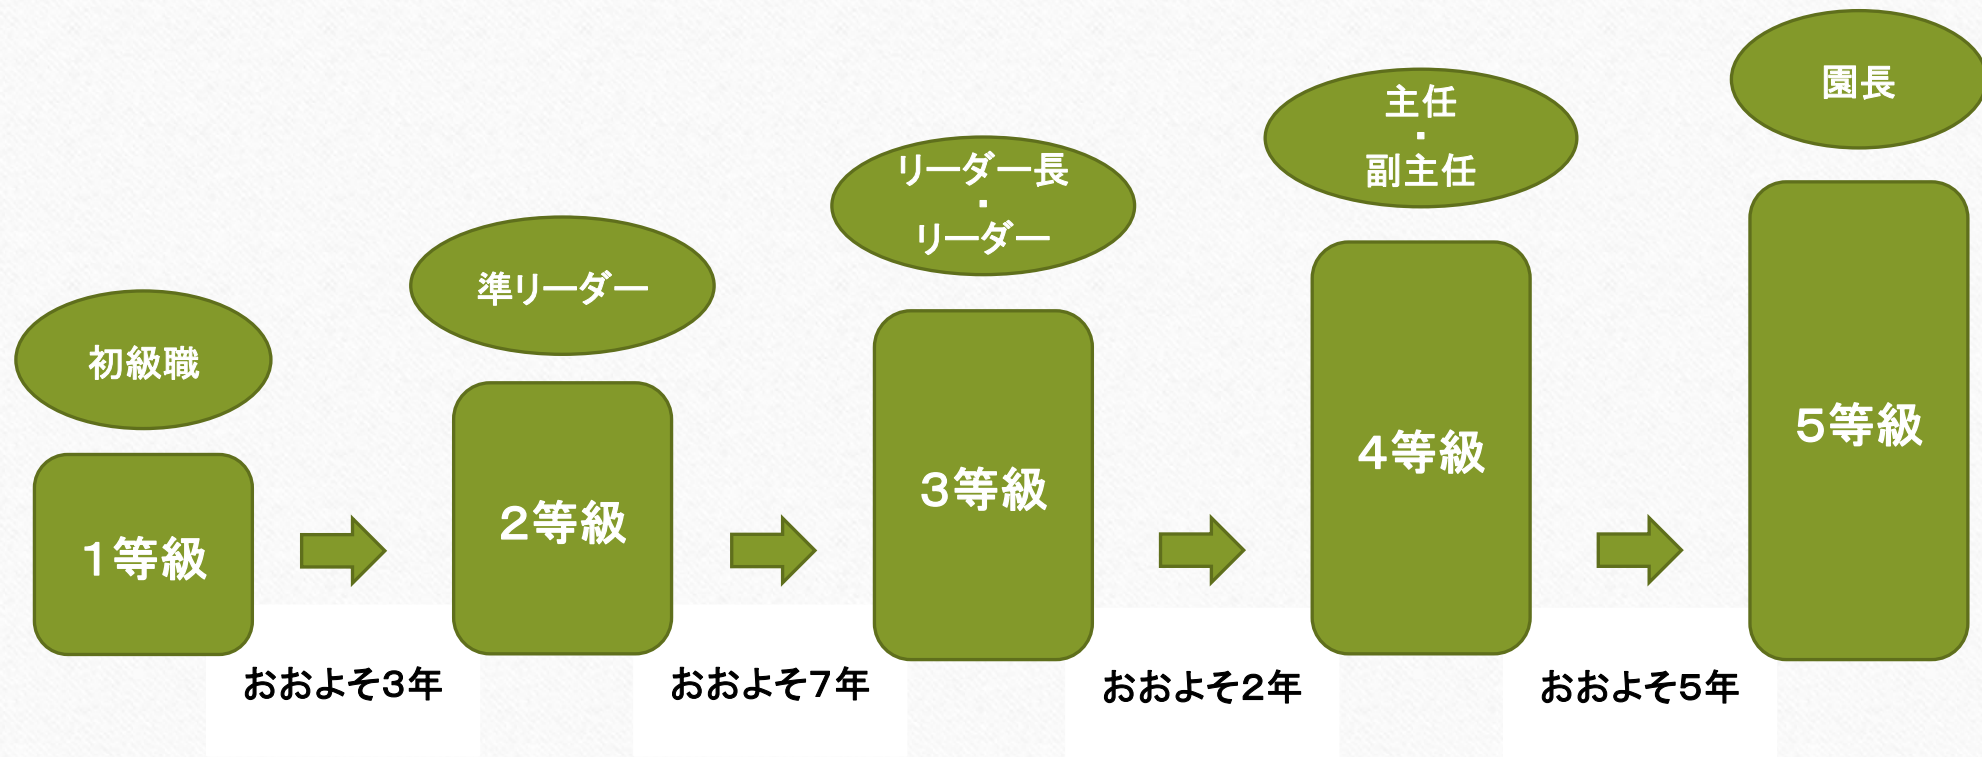 初級職
1等級
おおよそ3年
準リーダー
2等級
おおよそ7年
リーダー長
・
リーダー
3等級
おおよそ2年
主任
・
副主任
4等級
おおよそ5年
園長
5等級